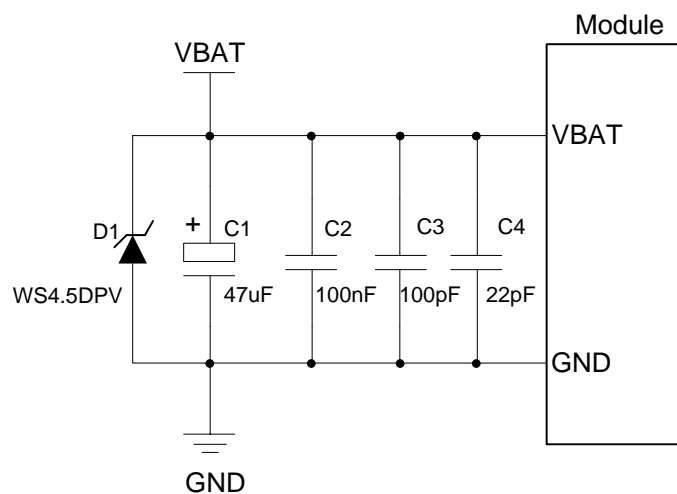 Module
VBAT
VBAT
D1
+
C1
C2
C3
C4
WS4.5DPV
47uF
100nF
100pF
22pF
GND
GND